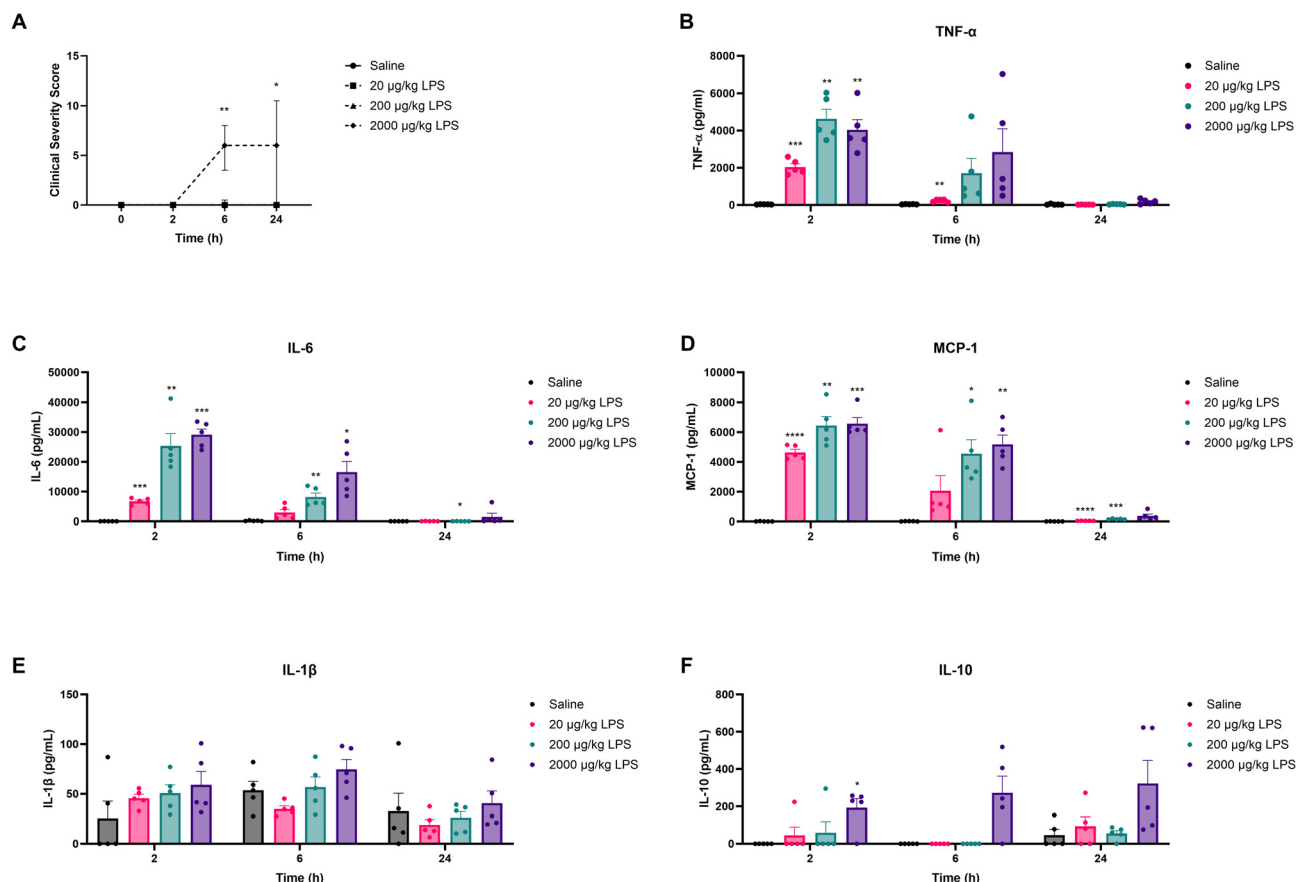 A
Clinical Severity Score
15
10
5
0
0 2 6 24
Time (h)
**
*
Saline
20 µg/kg LPS
200 µg/kg LPS
2000 µg/kg LPS
B
TNF-α
TNF-α (pg/ml)
8000
6000
4000
2000
0
*** ** **
**
2 6 24
Time (h)
Saline
20 µg/kg LPS
200 µg/kg LPS
2000 µg/kg LPS
C
IL-6
IL-6 (pg/mL)
50000
40000
30000
20000
10000
0
*** ** ***
** *
*
2 6 24
Time (h)
Saline
20 µg/kg LPS
200 µg/kg LPS
2000 µg/kg LPS
D
MCP-1
MCP-1 (pg/mL)
10000
8000
6000
4000
2000
0
**** ** ***
* **
**** ***
2 6 24
Time (h)
Saline
20 µg/kg LPS
200 µg/kg LPS
2000 µg/kg LPS
E
IL-1β
IL-1β (pg/mL)
150
100
50
0
2 6 24
Time (h)
Saline
20 µg/kg LPS
200 µg/kg LPS
2000 µg/kg LPS
F
IL-10
IL-10 (pg/mL)
800
600
400
200
0
*
2 6 24
Time (h)
Saline
20 µg/kg LPS
200 µg/kg LPS
2000 µg/kg LPS